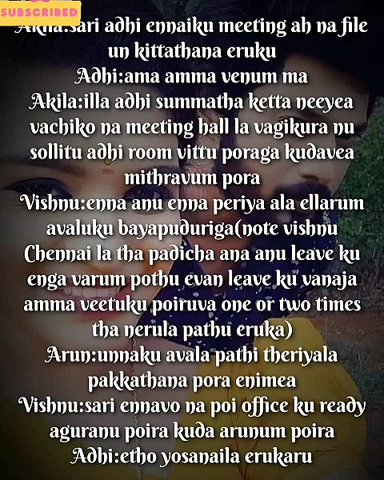 SUBSCRIBED
Akila:sari adhi ennaiku meeting ah na file
un kittathana eruku
Adhi:ama amma venum ma
Akila:illa adhi summatha ketta neeyea
vachiko na meeting hall la vagikura nu
sollitu adhi room vittu poraga kudavea
mithravum pora
Vishnu:enna anu enna periya ala ellarum
avaluku bayapuduriga(note vishnu
Chennai la tha padicha ana anu leave ku
enga varum pothu evan leave ku vanaja
amma veetuku poiruva one or two times
tha nerula pathu eruka)
Arun:unnaku avala pathi theriyala
pakkathana pora enimea
Vishnu:sari ennavo na poi office ku ready
aguranu poira kuda arunum poira
Adhi:etho yosanaila erukaru